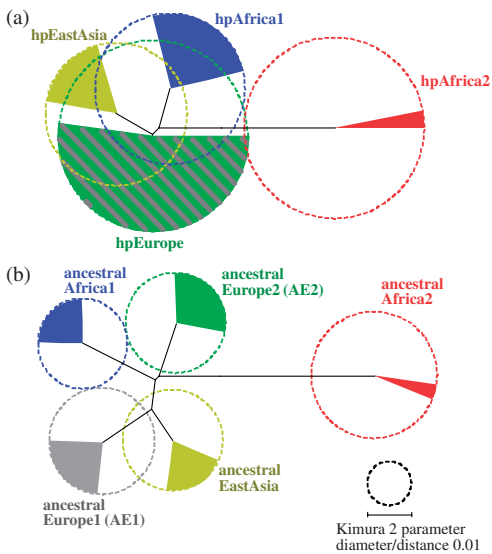 (a)
hpEastAsia
hpAfrica1
hpAfrica2
hpEurope
(b)
ancestral
Africa1
ancestral
Europe2 (AE2)
ancestral
Africa2
ancestral
Europe1 (AE1)
ancestral
EastAsia
Kimura 2 parameter
diameter/distance 0.01